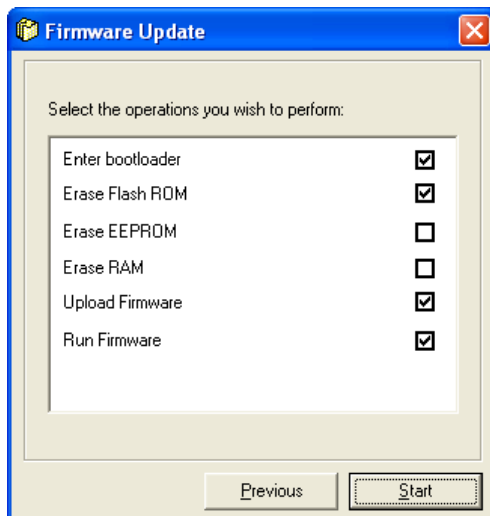 Firmware Update
Select the operations you wish to perform:
Enter bootloader
Erase Flash ROM
Erase EEPROM
Erase RAM
Upload Firmware
Run Firmware
Previous Start